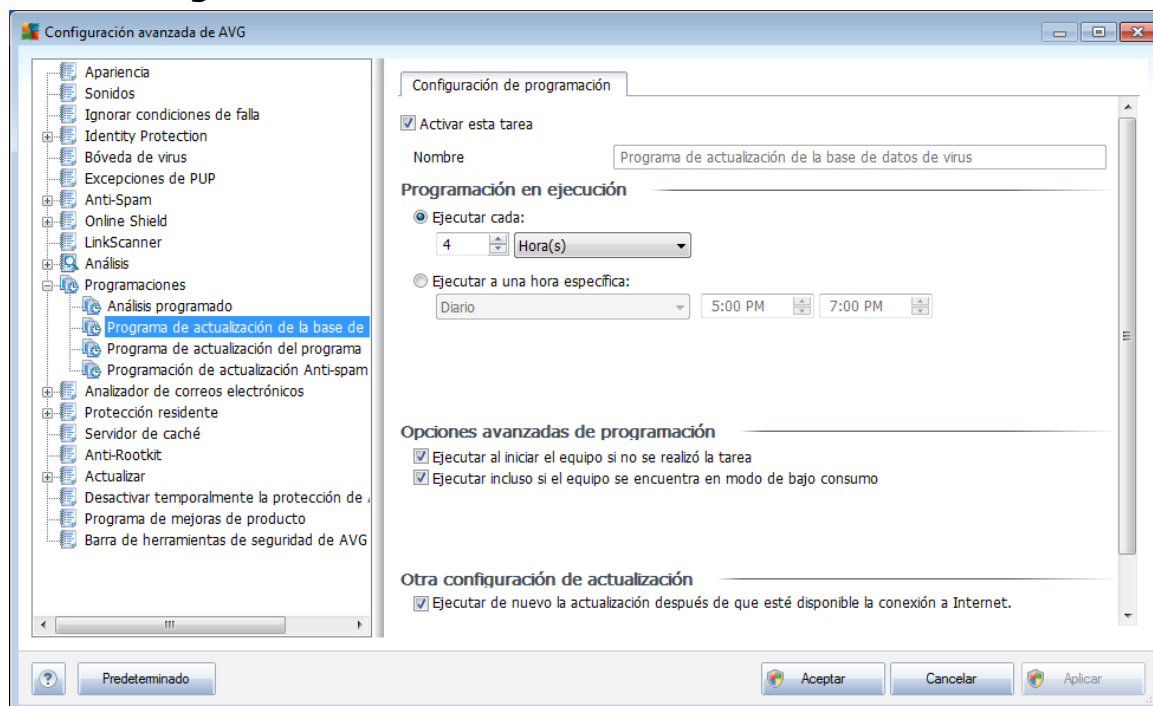 Configuración avanzada de AVG
Apariencia
Sonidos
Ignorar condiciones de falla
Identity Protection
Bóveda de virus
Excepciones de PUP
Anti-Spam
Online Shield
LinkScanner
Análisis
Programaciones
Análisis programado
Programa de actualización de la base de
Programa de actualización del programa
Programación de actualización Anti-spam
Analizador de correos electrónicos
Protección residente
Servidor de caché
Anti-Rootkit
Actualizar
Desactivar temporalmente la protección de
Programa de mejoras de producto
Barra de herramientas de seguridad de AVG
Configuración de programación
Activar esta tarea
Nombre Programa de actualización de la base de datos de virus
Programación en ejecución
Ejecutar cada:
4 Hora(s)
Ejecutar a una hora específica:
Diario 5:00 PM 7:00 PM
Opciones avanzadas de programación
Ejecutar al iniciar el equipo si no se realizó la tarea
Ejecutar incluso si el equipo se encuentra en modo de bajo consumo
Otra configuración de actualización
Ejecutar de nuevo la actualización después de que esté disponible la conexión a Internet.
? Predeterminado Aceptar Cancelar Aplicar